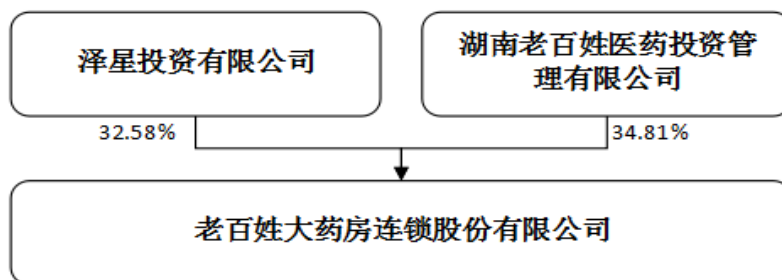 泽星投资有限公司
湖南老百姓医药投资管
理有限公司
32.58%
34.81%
老百姓大药房连锁股份有限公司